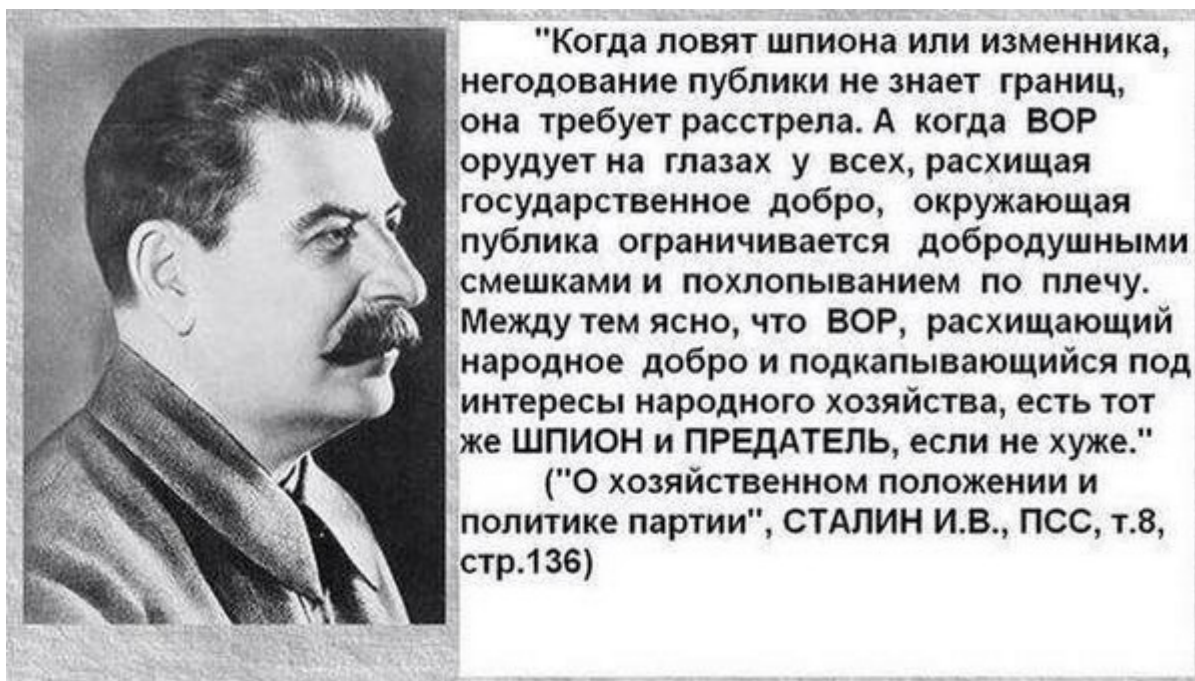 "Когда ловят шпиона или изменника,
негодование публики не знает границ,
она требует расстрела. А когда ВОР
орудует на глазах у всех, расхищая
государственное добро, окружающая
публика ограничивается добродушными
смешками и похлопыванием по плечу.
Между тем ясно, что ВОР, расхищающий
народное добро и подкапывающийся под
интересы народного хозяйства, есть тот
же ШПИОН и ПРЕДАТЕЛЬ, если не хуже."
("О хозяйственном положении и
политике партии", СТАЛИН И.В., ПСС, т.8,
стр.136)